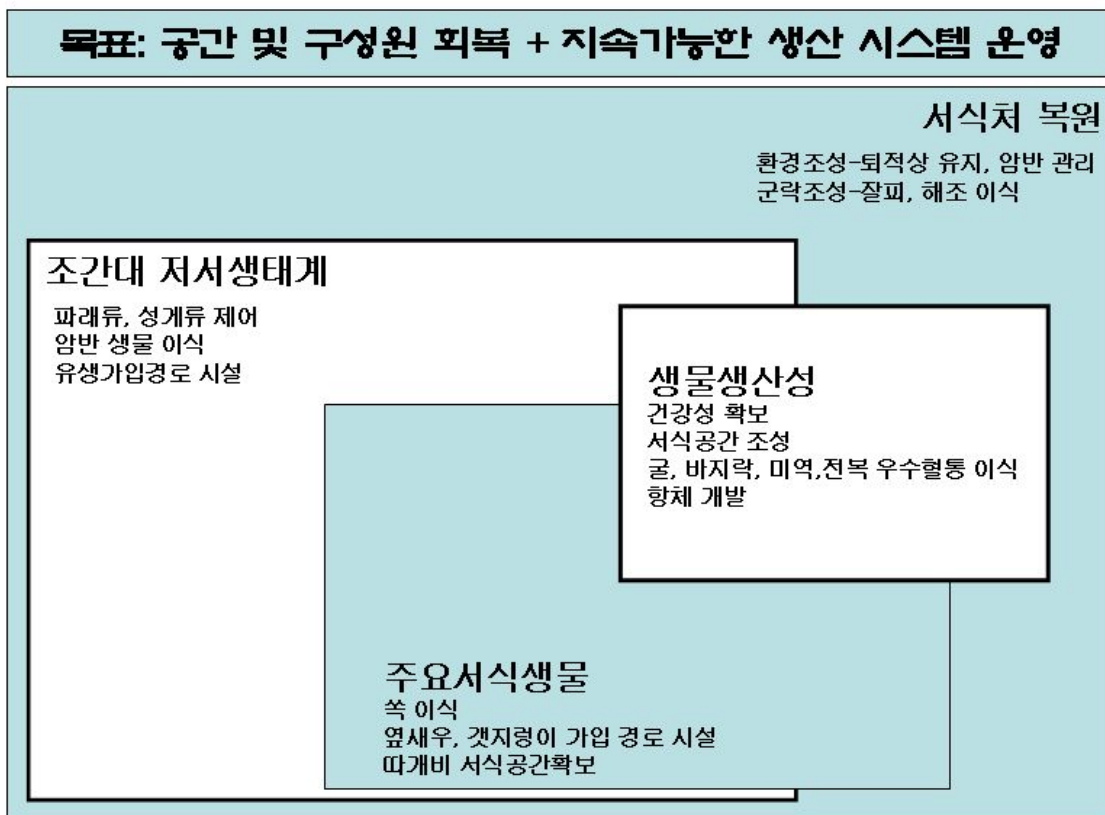 목표: 공간 및 구성원 회복 + 지속가능한 생산 시스템 운영
서식처 복원
환경조성-퇴적상 유지, 암반 관리
군락조성-잘피, 해조 이식
조간대 저서생태계
파래류, 성게류 제어
암반 생물 이식
유생가입경로 시설
생물생산성
건강성 확보
서식공간 조성
굴, 바지락, 미역,전복 우수혈통 이식
항체 개발
주요서식생물
쏙 이식
옆새우, 갯지렁이 가입 경로 시설
따개비 서식공간확보